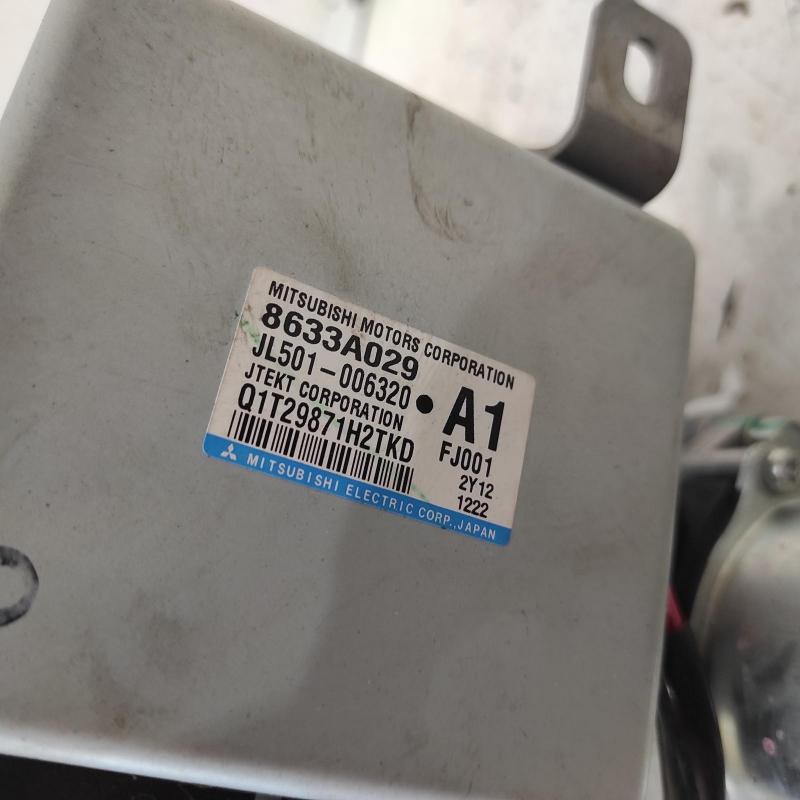 MITSUBISHI MOTORS CORPORATION
8633A029
JL501-006320 • A1
JTEKT CORPORATION
Q1T29871H2TKD
FJ001
2Y12
1222
MITSUBISHI ELECTRIC CORP., JAPAN